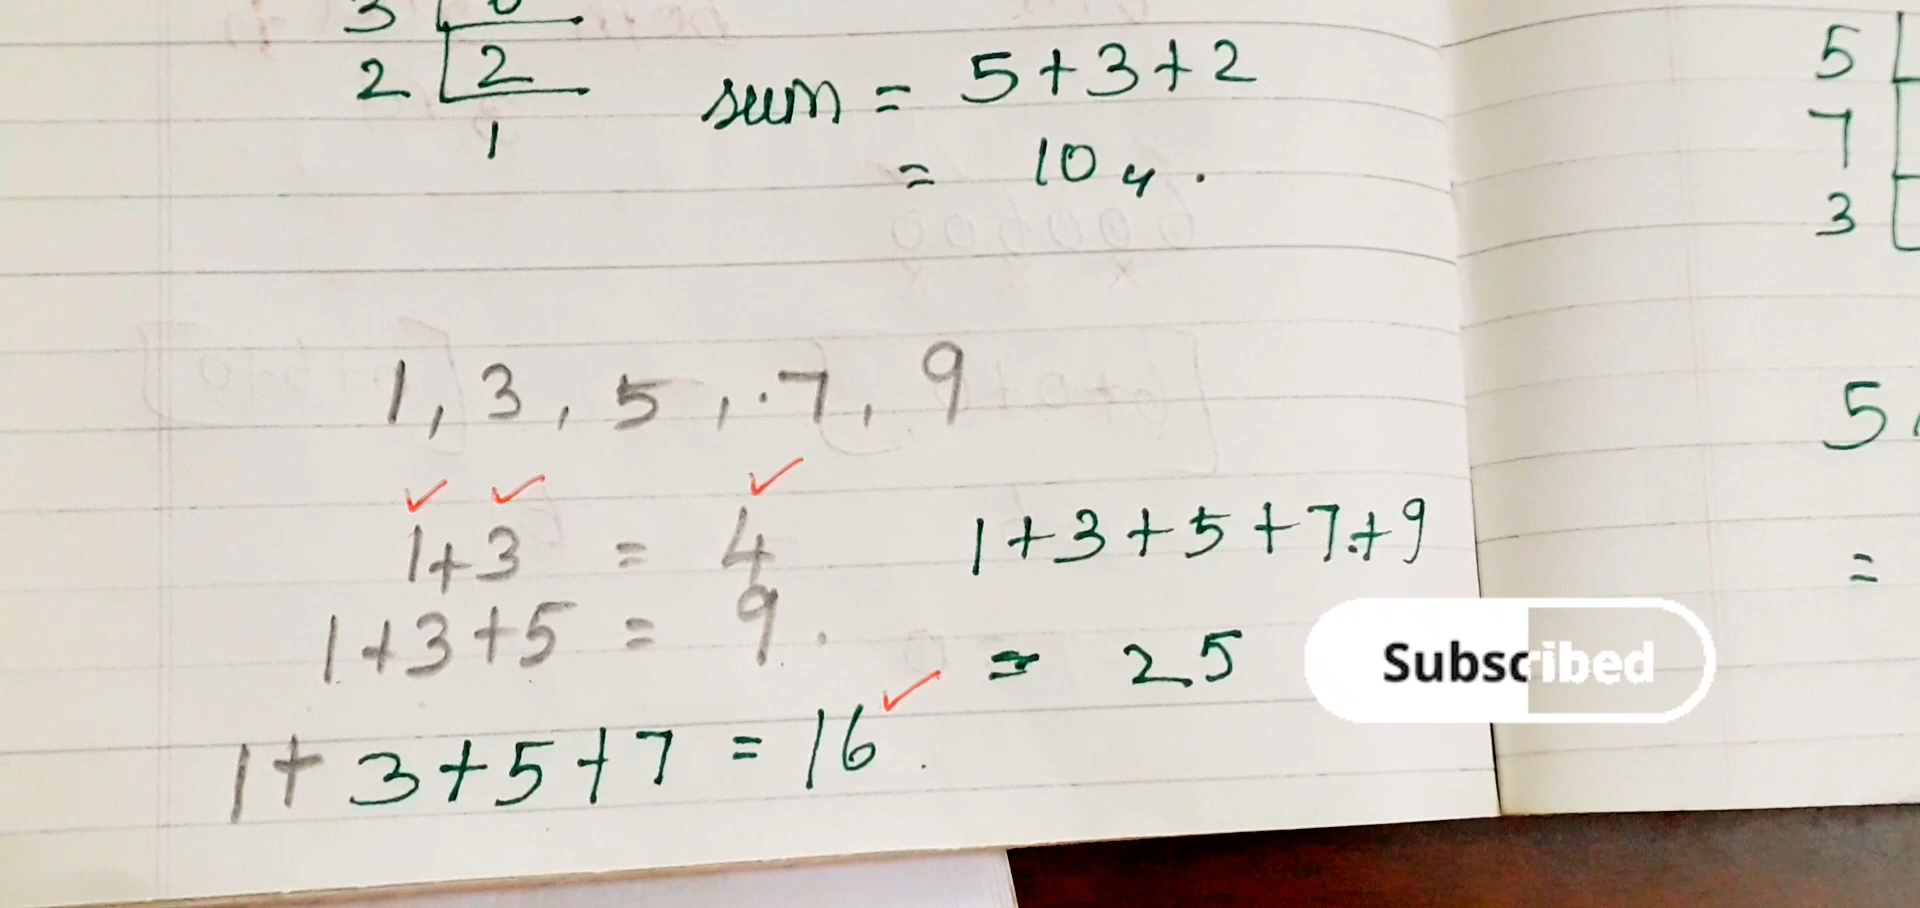 3
2 2
1
sum = 5+3+2
= 10 .
1, 3, 5, 7, 9
1+3 = 4
1+3+5 = 9.
1+3+5+7 = 16.
1+3+5+7+9
= 25
Subscribed
5
7
3
5
=